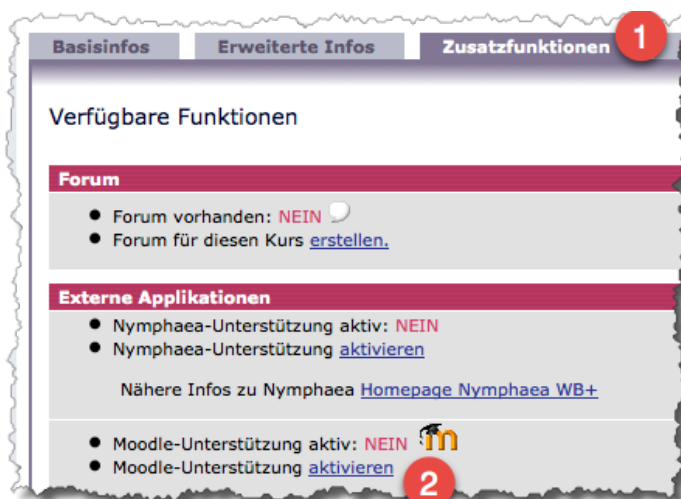 Basisinfos Erweiterte Infos Zusatzfunktionen 1
Verfügbare Funktionen
Forum
Forum vorhanden: NEIN
Forum für diesen Kurs erstellen.
Externe Applikationen
Nymphaea-Unterstützung aktiv: NEIN
Nymphaea-Unterstützung aktivieren
Nähere Infos zu Nymphaea Homepage Nymphaea WB+
Moodle-Unterstützung aktiv: NEIN m
Moodle-Unterstützung aktivieren 2